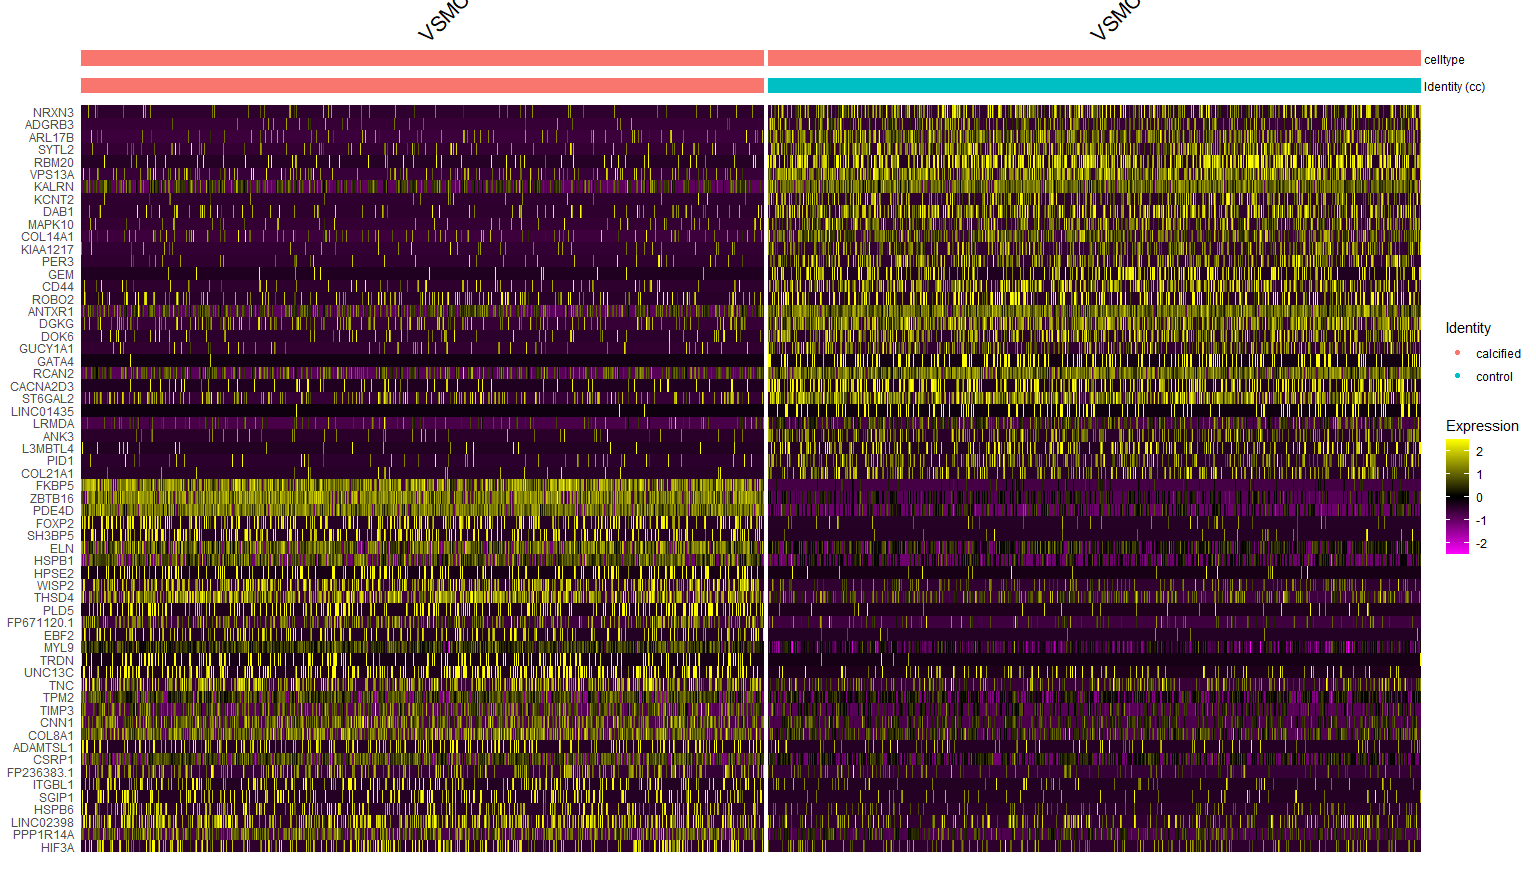 VSMC
VSMC
celltype
Identity (cc)
NRXN3
ADGRB3
ARL17B
SYTL2
RBM20
VPS13A
KALRN
KCNT2
DAB1
MAPK10
COL14A1
KIAA1217
PER3
GEM
CD44
ROBO2
ANTXR1
DGKG
DOK6
GUCY1A1
GATA4
RCAN2
CACNA2D3
ST6GAL2
LINC01435
LRMDA
ANK3
L3MBTL4
PID1
COL21A1
FKBP5
ZBTB16
PDE4D
FOXP2
SH3BP5
ELN
HSPB1
HPSE2
WISP2
THSD4
PLD5
FP671120.1
EBF2
MYL9
TRDN
UNC13C
TNC
TPM2
TIMP3
CNN1
COL8A1
ADAMTSL1
CSRP1
FP236383.1
ITGBL1
SGIP1
HSPB6
LINC02398
PPP1R14A
HIF3A
Identity
calcified
control
Expression
2
1
0
-1
-2